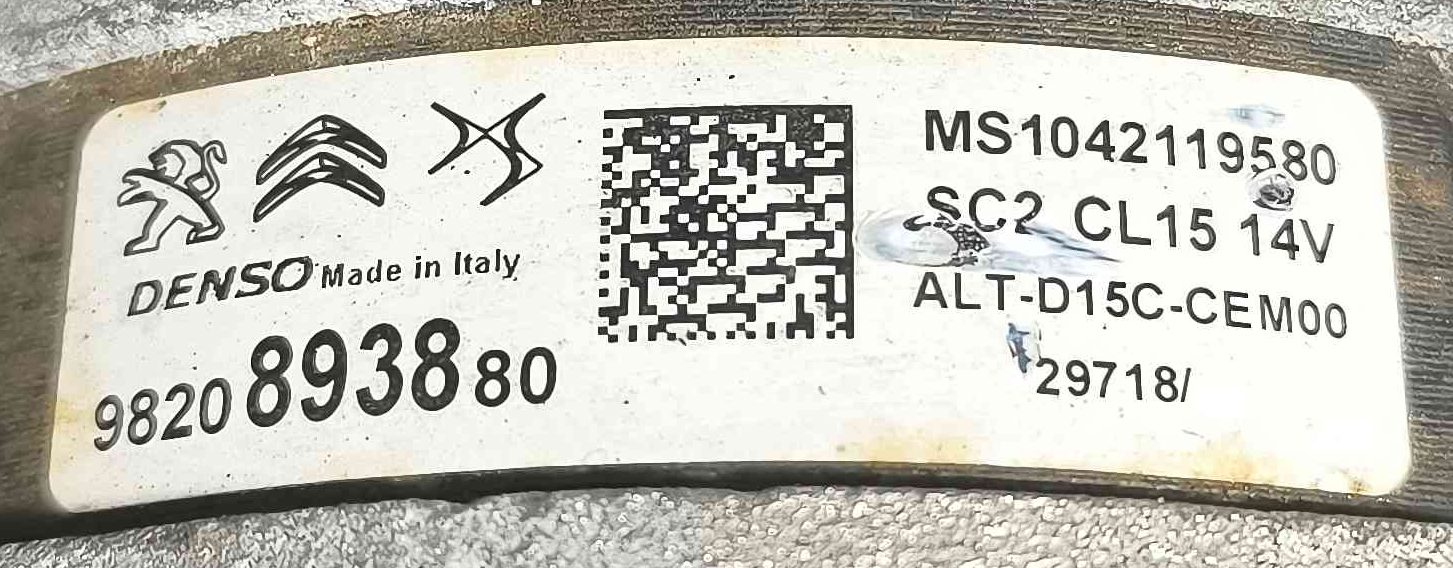 DENSO Made in Italy
9820893880
MS1042119580
SC2 CL15 14V
ALT-D15C-CEM00
29718/